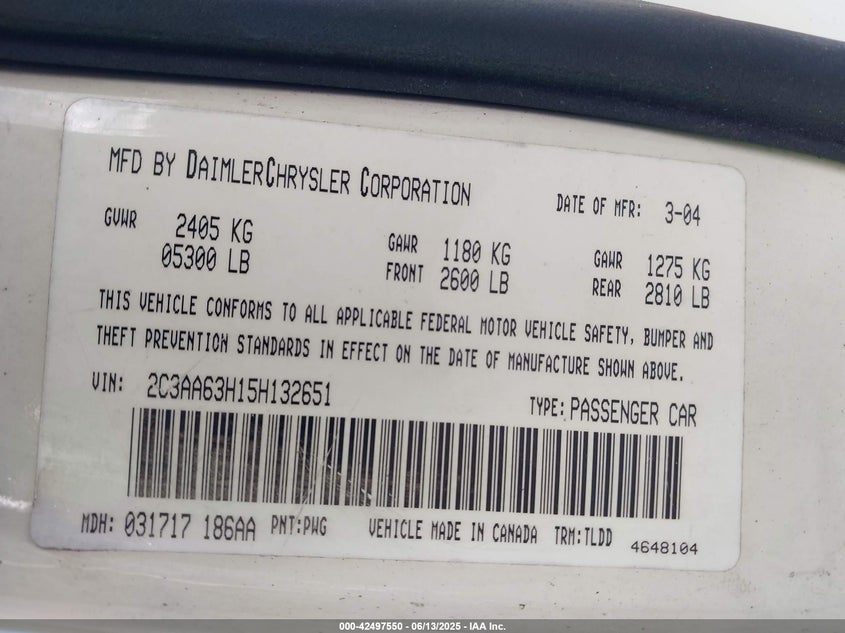 MFD BY DAIMLERCHRYSLER CORPORATION DATE OF MFR: 3-04
GVWR 2405 KG GAWR 1180 KG GAWR 1275 KG
05300 LB FRONT 2600 LB REAR 2810 LB
THIS VEHICLE CONFORMS TO ALL APPLICABLE FEDERAL MOTOR VEHICLE SAFETY, BUMPER AND
THEFT PREVENTION STANDARDS IN EFFECT ON THE DATE OF MANUFACTURE SHOWN ABOVE.
VIN: 2C3AA63H15H132651 TYPE: PASSENGER CAR
MDH: 031717 186AA PNT: PWG VEHICLE MADE IN CANADA TRM: TLDD 4648104
000-42497550 - 06/13/2025 - IAA Inc.